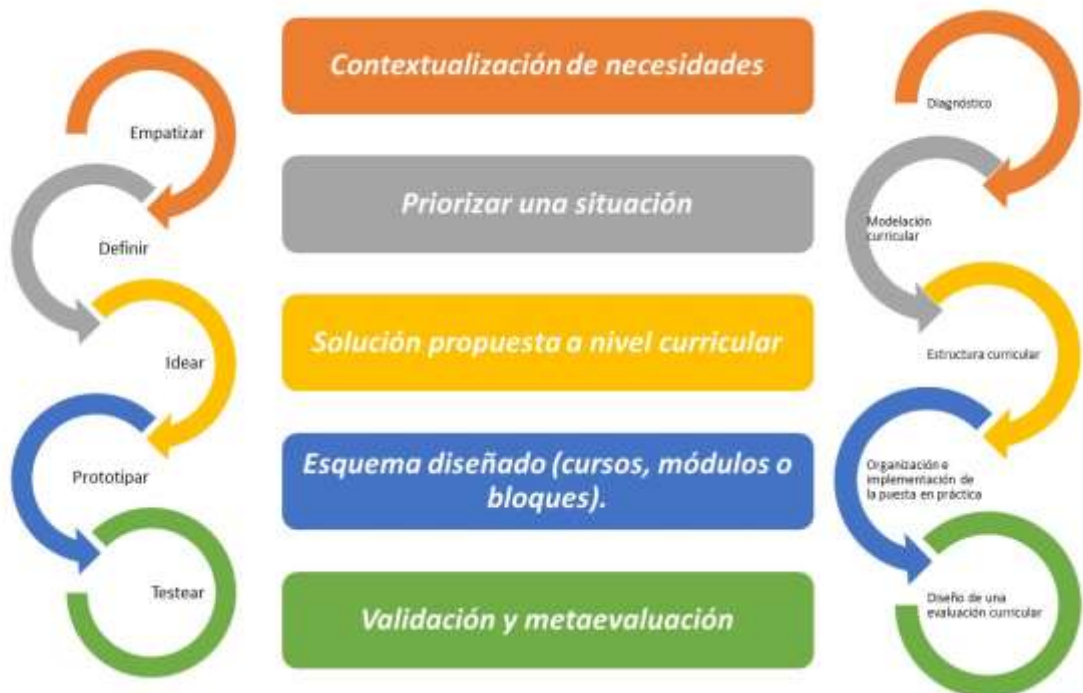 Contextualización de necesidades
Empatizar
Diagnóstico
Priorizar una situación
Definir
Modelación
curricular
Solución propuesta a nivel curricular
Idear
Estructura curricular
Esquema diseñado (cursos, módulos o
bloques).
Prototipar
Organización e
implementación de
la puesta en práctica
Validación y metaevaluación
Testear
Diseño de una
evaluación curricular